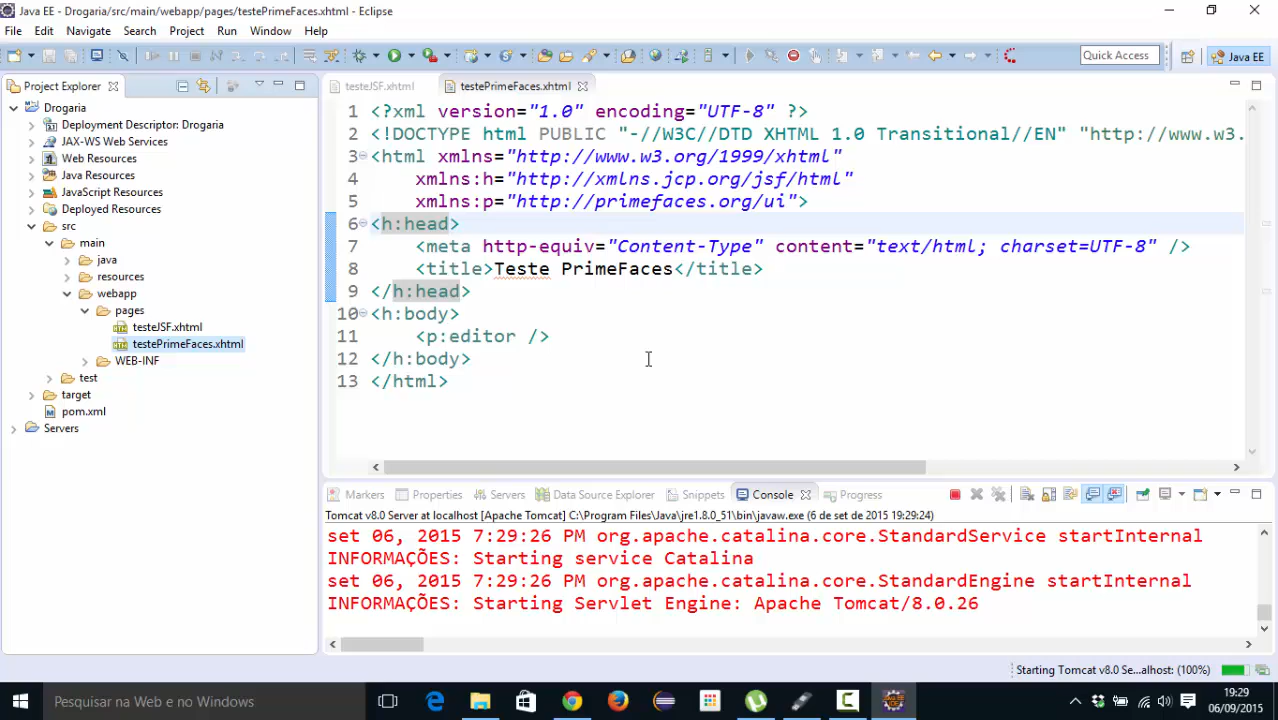 Java EE - Drogaria/src/main/webapp/pages/testePrimeFaces.xhtml - Eclipse
File Edit Navigate Search Project Run Window Help
Quick Access
Java EE
Project Explorer
Drogaria
Deployment Descriptor: Drogaria
JAX-WS Web Services
Web Resources
Java Resources
JavaScript Resources
Deployed Resources
src
main
java
resources
webapp
pages
testeJSF.xhtml
testePrimeFaces.xhtml
WEB-INF
test
target
pom.xml
Servers
testeJSF.xhtml testePrimeFaces.xhtml
1 <?xml version="1.0" encoding="UTF-8" ?>
2 <!DOCTYPE html PUBLIC "-//W3C//DTD XHTML 1.0 Transitional//EN" "http://www.w3.
3 <html xmlns="http://www.w3.org/1999/xhtml"
4 xmlns:h="http://xmlns.jcp.org/jsf/html"
5 xmlns:p="http://primefaces.org/ui">
6 <h:head>
7 <meta http-equiv="Content-Type" content="text/html; charset=UTF-8" />
8 <title>Teste PrimeFaces</title>
9 </h:head>
10 <h:body>
11 <p:editor />
12 </h:body>
13 </html>
Markers Properties Servers Data Source Explorer Snippets Console Progress
Tomcat v8.0 Server at localhost [Apache Tomcat] C:\Program Files\Java\jre1.8.0_51\bin\javaw.exe (6 de set de 2015 19:29:24)
set 06, 2015 7:29:26 PM org.apache.catalina.core.StandardService startInternal
INFORMAÇÕES: Starting service Catalina
set 06, 2015 7:29:26 PM org.apache.catalina.core.StandardEngine startInternal
INFORMAÇÕES: Starting Servlet Engine: Apache Tomcat/8.0.26
Starting Tomcat v8.0 Se...alhost: (100%)
Pesquisar na Web e no Windows
19:29
06/09/2015